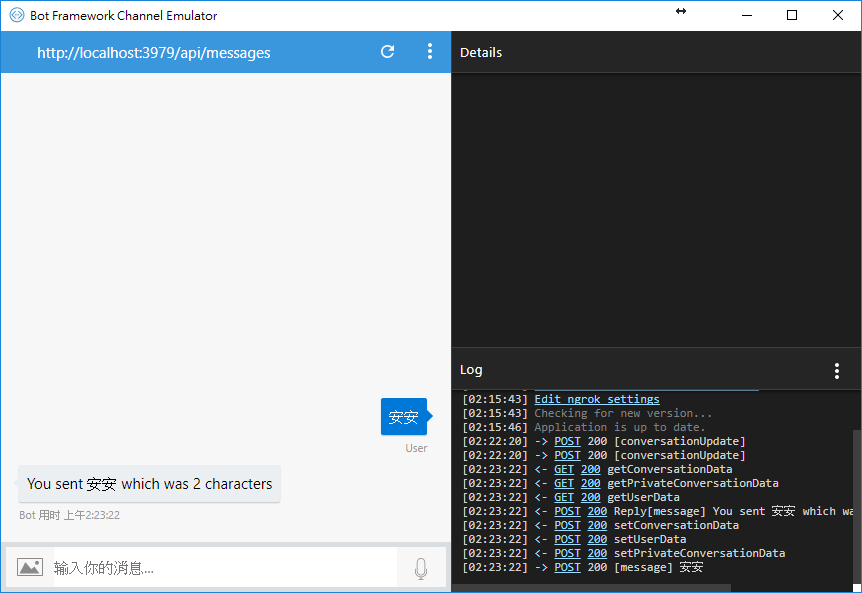 Bot Framework Channel Emulator
http://localhost:3979/api/messages
Details
安安
User
You sent 安安 which was 2 characters
Bot 用时 上午2:23:22
输入你的消息...
Log
[02:15:43] Edit ngrok settings
[02:15:43] Checking for new version...
[02:15:46] Application is up to date.
[02:22:20] -> POST 200 [conversationUpdate]
[02:22:20] -> POST 200 [conversationUpdate]
[02:23:22] <- GET 200 getConversationData
[02:23:22] <- GET 200 getPrivateConversationData
[02:23:22] <- GET 200 getUserData
[02:23:22] <- POST 200 Reply[message] You sent 安安 which wa
[02:23:22] <- POST 200 setConversationData
[02:23:22] <- POST 200 setUserData
[02:23:22] <- POST 200 setPrivateConversationData
[02:23:22] -> POST 200 [message] 安安